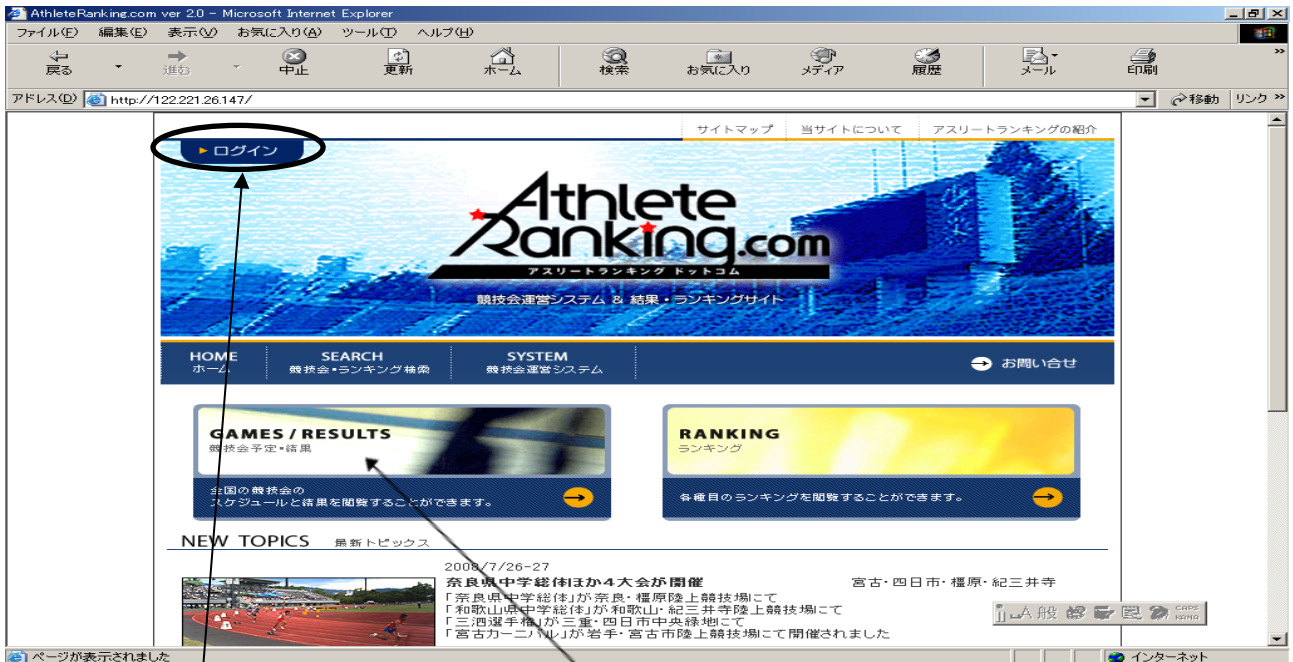 AthleteRanking.com ver 2.0 - Microsoft Internet Explorer
ファイル(F) 編集(E) 表示(V) お気に入り(A) ツール(T) ヘルプ(H)
戻る 進む 中止 更新 ホーム 検索 お気に入り メディア 履歴 メール 印刷
アドレス(D) http://122.221.26.147/ 移動 リンク
サイトマップ 当サイトについて アスリートランキングの紹介
ログイン
Athlete
Ranking.com
アスリートランキング ドットコム
競技会運営システム & 結果・ランキングサイト
HOME SEARCH SYSTEM
ホーム 競技会・ランキング検索 競技会運営システム お問い合せ
GAMES / RESULTS
競技会予定・結果
全国の競技会の
スケジュールと結果を閲覧することができます。
RANKING
ランキング
各種目のランキングを閲覧することができます。
NEW TOPICS 最新トピックス
2008/7/26-27
奈良県中学総体ほか4大会が開催 宮古・四日市・橿原・紀三井寺
「奈良県中学総体」が奈良・橿原陸上競技場にて
「和歌山県中学総体」が和歌山・紀三井寺陸上競技場にて
「三泗選手権」が三重・四日市中央緑地にて
「宮古カーニバル」が岩手・宮古市陸上競技場にて開催されました
A 般 CAPS
KANA
ページが表示されました インターネット